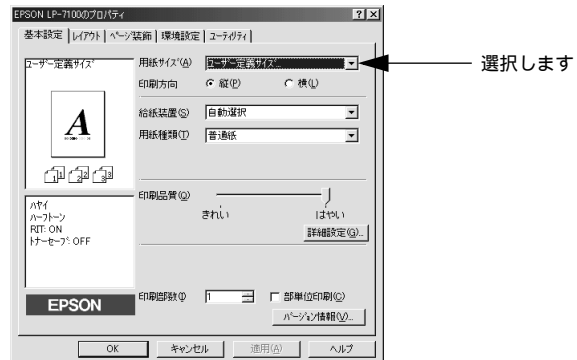 EPSON LP-7100のプロパティ
基本設定 レイアウト ページ装飾 環境設定 ユーティリティ
ユーザー定義サイズ
用紙サイズ(A) ユーザー定義サイズ...
選択します
印刷方向 縦(P) 横(L)
給紙装置(S) 自動選択
用紙種類(T) 普通紙
A
1 1 2 2 3 3
印刷品質(Q)
きれい はやい
詳細設定(G)...
ハヤイ
ハーフトーン
RIT: ON
トナーセーブ: OFF
EPSON
印刷部数(I) 1 部単位印刷(C)
バージョン情報(V)...
OK キャンセル 適用(A) ヘルプ